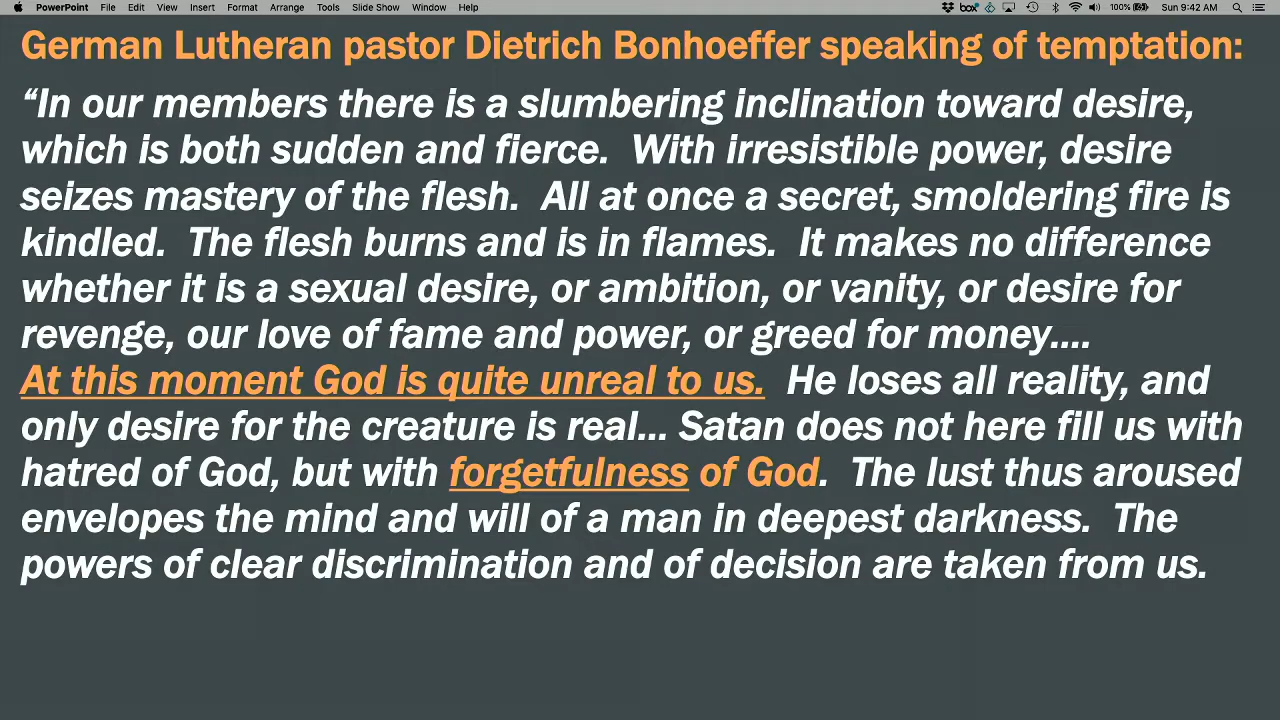 PowerPoint File Edit View Insert Format Arrange Tools Slide Show Window Help box 100% Sun 9:42 AM
German Lutheran pastor Dietrich Bonhoeffer speaking of temptation:
“In our members there is a slumbering inclination toward desire,
which is both sudden and fierce.  With irresistible power, desire
seizes mastery of the flesh.  All at once a secret, smoldering fire is
kindled.  The flesh burns and is in flames.  It makes no difference
whether it is a sexual desire, or ambition, or vanity, or desire for
revenge, our love of fame and power, or greed for money....
At this moment God is quite unreal to us.  He loses all reality, and
only desire for the creature is real... Satan does not here fill us with
hatred of God, but with forgetfulness of God.  The lust thus aroused
envelopes the mind and will of a man in deepest darkness.  The
powers of clear discrimination and of decision are taken from us.